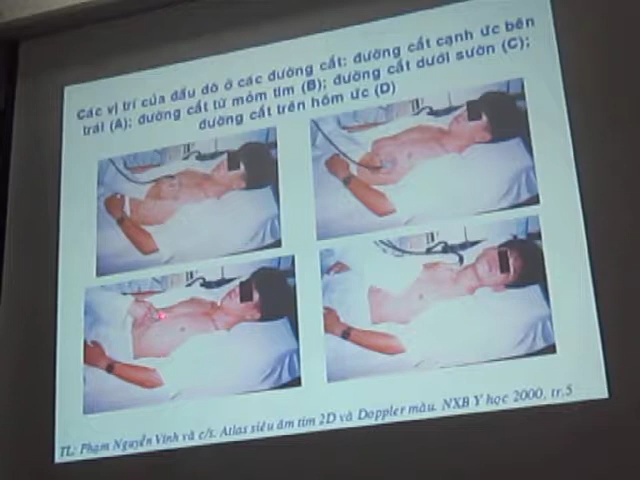 Các vị trí của đầu dò ở các đường cắt: đường cắt cạnh ức bên
trái (A); đường cắt từ mỏm tim (B); đường cắt dưới sườn (C);
đường cắt trên hõm ức (D)
TL: Phạm Nguyễn Vinh và c/s. Atlas siêu âm tim 2D và Doppler màu. NXB Y học 2000, tr.5